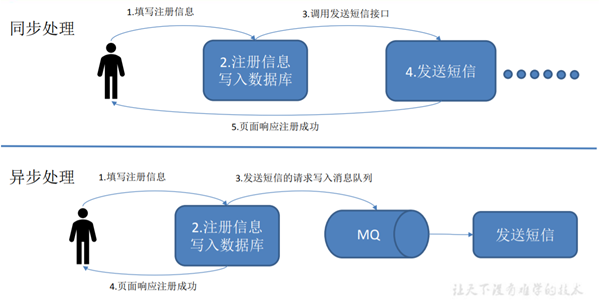 同步处理
1.填写注册信息
3.调用发送短信接口
2.注册信息
写入数据库
4.发送短信
5.页面响应注册成功
异步处理
1.填写注册信息
3.发送短信的请求写入消息队列
2.注册信息
写入数据库
MQ
发送短信
4.页面响应注册成功
让天下没有难学的技术